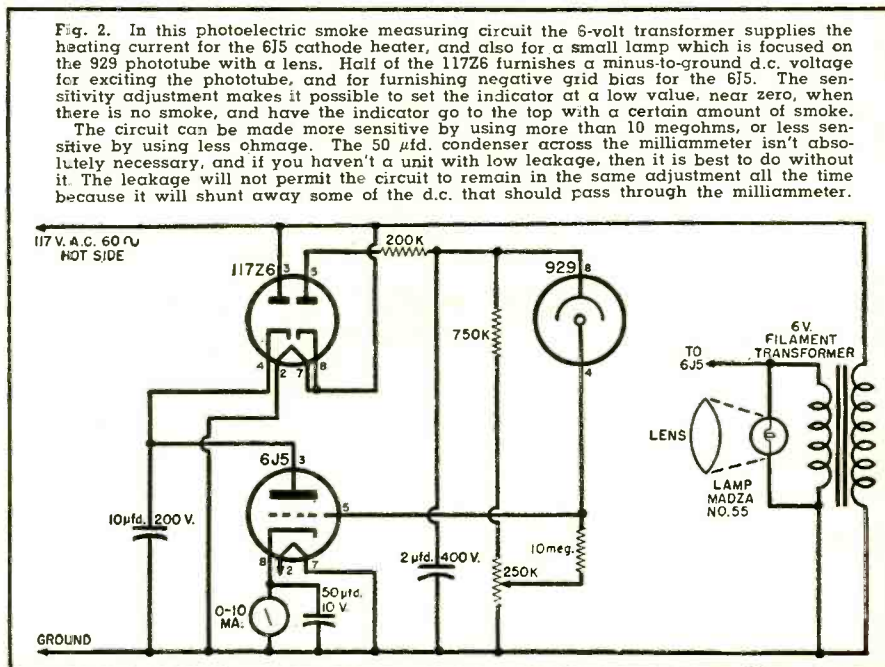 Fig. 2. In this photoelectric smoke measuring circuit the 6-volt transformer supplies the
heating current for the 6J5 cathode heater, and also for a small lamp which is focused on
the 929 phototube with a lens. Half of the 117Z6 furnishes a minus-to-ground d.c. voltage
for exciting the phototube, and for furnishing negative grid bias for the 6J5. The sen-
sitivity adjustment makes it possible to set the indicator at a low value, near zero, when
there is no smoke, and have the indicator go to the top with a certain amount of smoke.
The circuit can be made more sensitive by using more than 10 megohms, or less sen-
sitive by using less ohmage. The 50 µfd. condenser across the milliammeter isn't abso-
lutely necessary, and if you haven't a unit with low leakage, then it is best to do without
it. The leakage will not permit the circuit to remain in the same adjustment all the time
because it will shunt away some of the d.c. that should pass through the milliammeter.
117 V. A.C. 60 ~
HOT SIDE
117Z6
3
5
200K
929
8
4
2
7
8
750K
4
6 V.
FILAMENT
TRANSFORMER
TO
6J5
LENS
LAMP
MADZA
NO. 55
6J5
3
5
10µfd. 200 V.
8
2
7
50µfd.
10 V.
0-10
MA.
2µfd. 400 V.
10 meg.
250K
GROUND